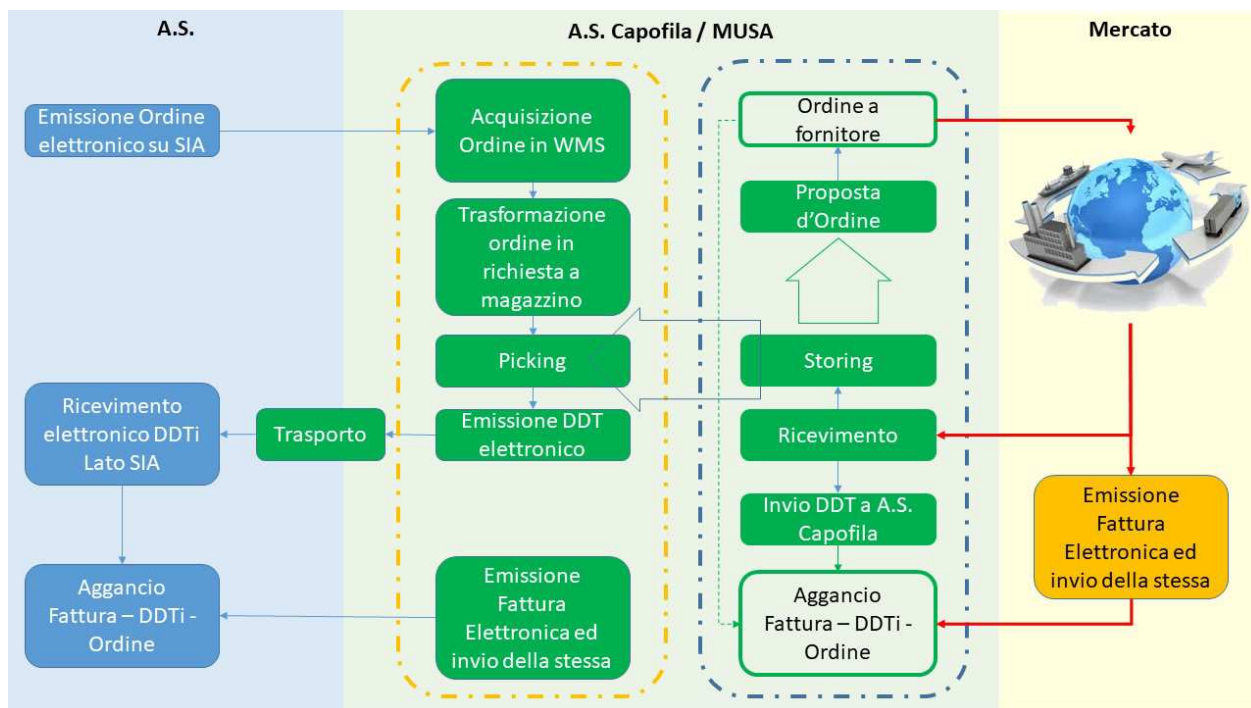 A.S.
A.S. Capofila / MUSA
Mercato
Emissione Ordine
elettronico su SIA
Acquisizione
Ordine in WMS
Ordine a
fornitore
Trasformazione
ordine in
richiesta a
magazzino
Proposta
d’Ordine
Picking
Storing
Ricevimento
elettronico DDTi
Lato SIA
Trasporto
Emissione DDT
elettronico
Ricevimento
Invio DDT a A.S.
Capofila
Emissione
Fattura
Elettronica ed
invio della stessa
Aggancio
Fattura – DDTi -
Ordine
Emissione
Fattura
Elettronica ed
invio della stessa
Aggancio
Fattura – DDTi -
Ordine